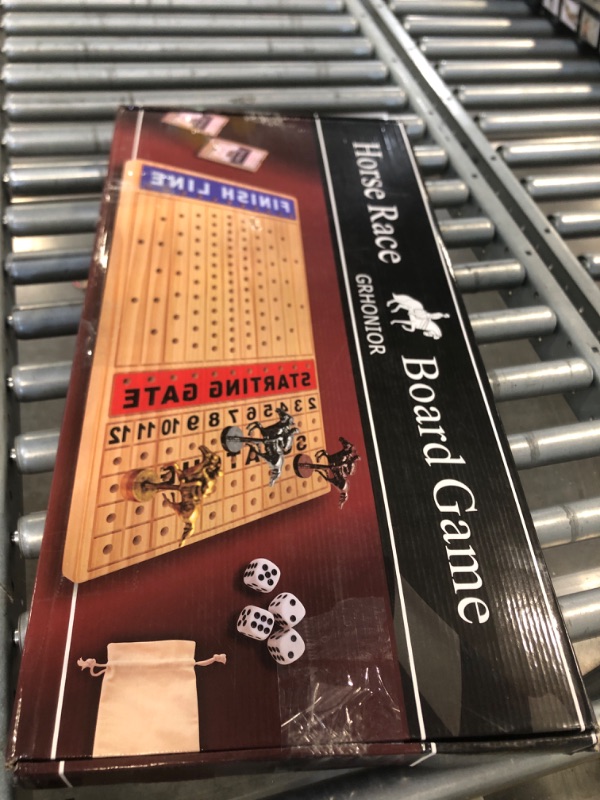 Horse Race Board Game
GRHONIOR
FINISH LINE
STARTING GATE
2 3 4 5 6 7 8 9 10 11 12